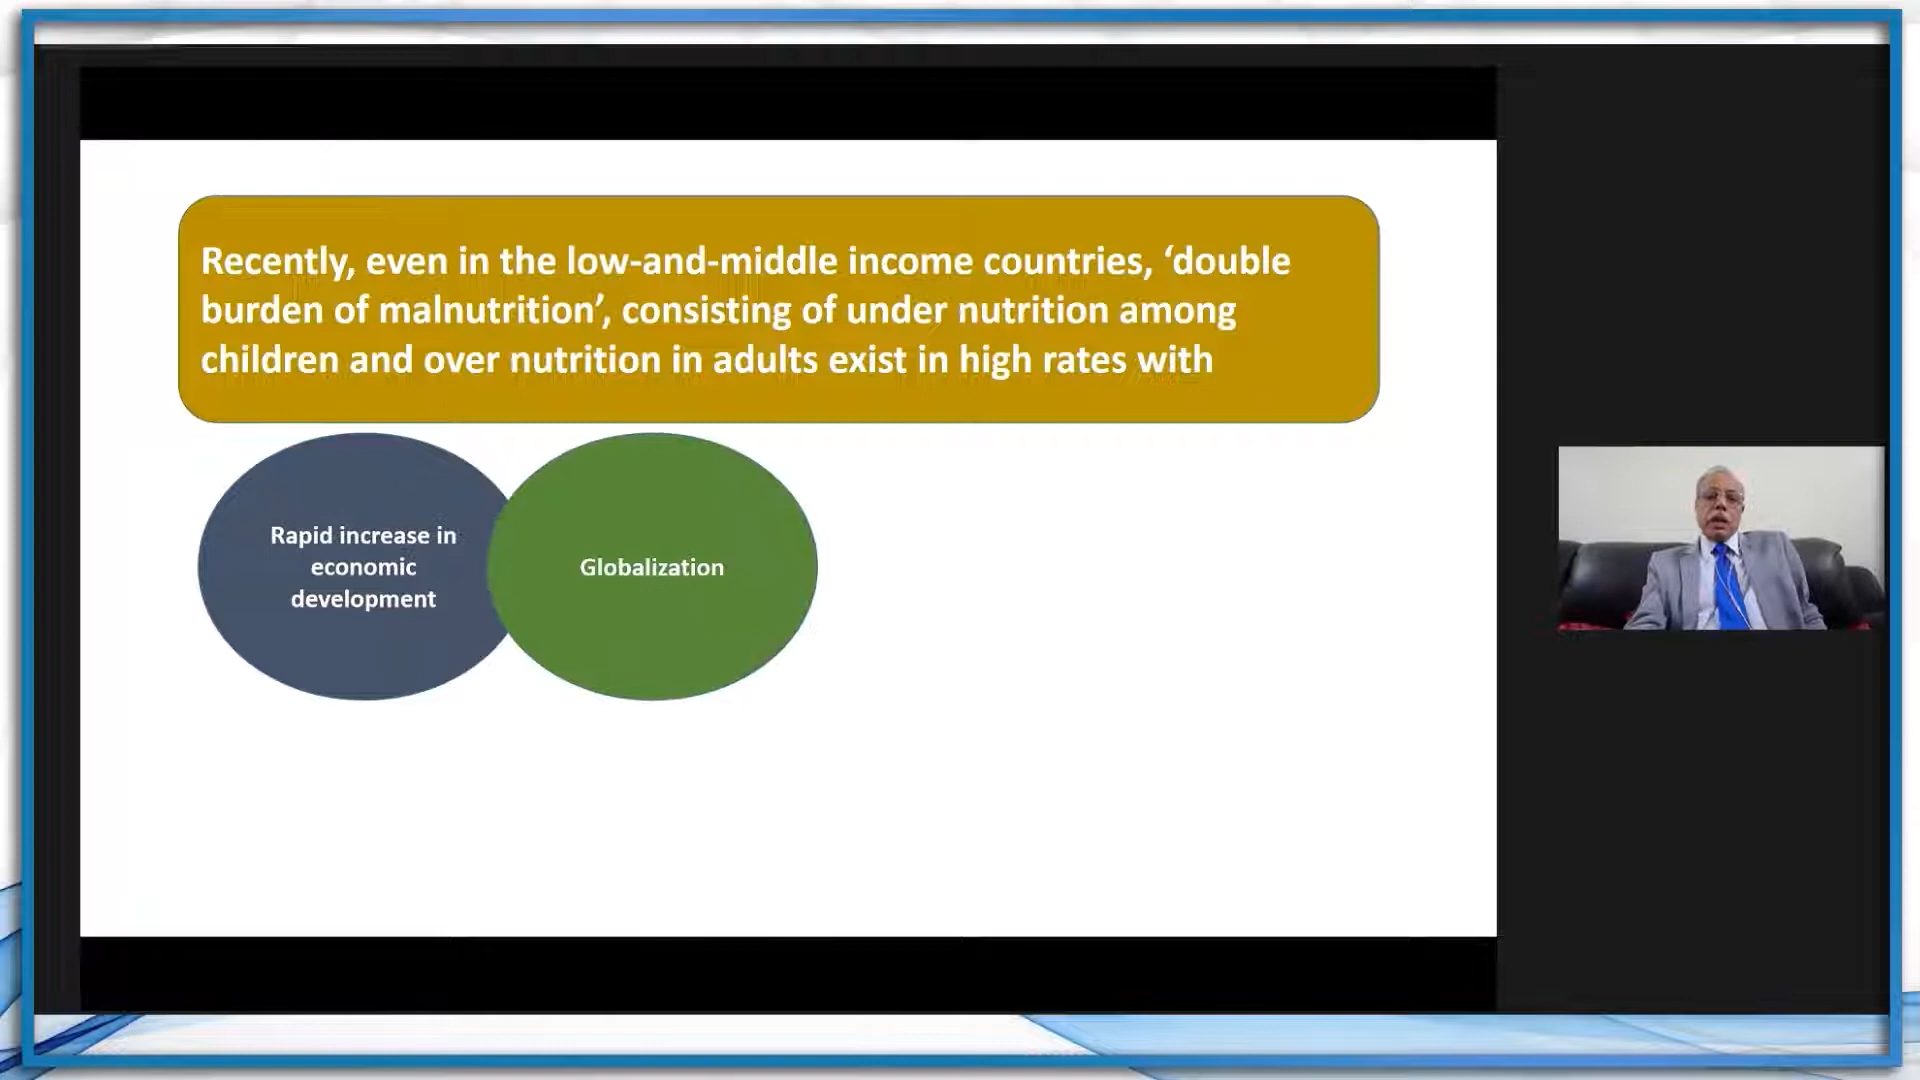 Recently, even in the low-and-middle income countries, ‘double
burden of malnutrition’, consisting of under nutrition among
children and over nutrition in adults exist in high rates with
Rapid increase in
economic
development
Globalization